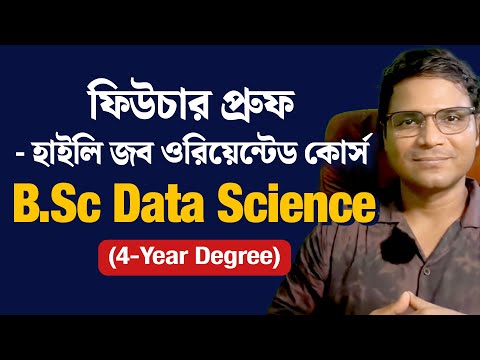 ফিউচার প্রুফ
- হাইলি জব ওরিয়েন্টেড কোর্স
B.Sc Data Science
(4-Year Degree)